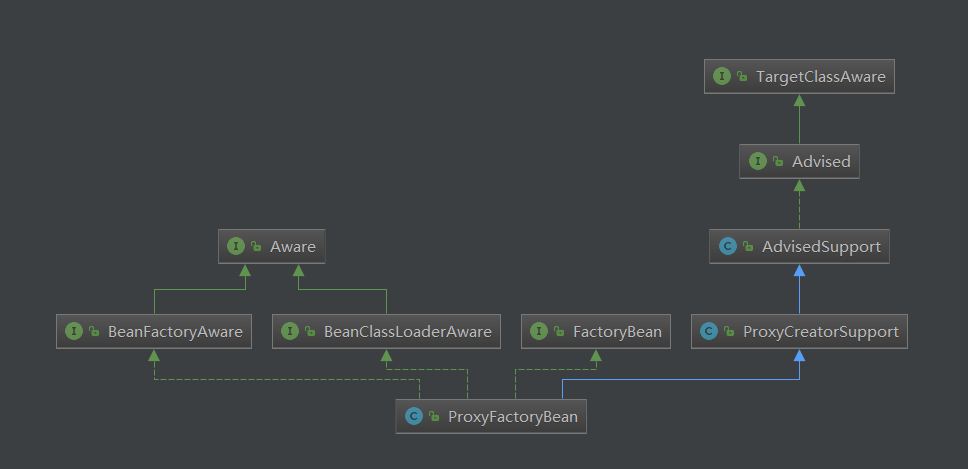 I TargetClassAware
I Advised
I Aware
C AdvisedSupport
I BeanFactoryAware
I BeanClassLoaderAware
I FactoryBean
C ProxyCreatorSupport
C ProxyFactoryBean